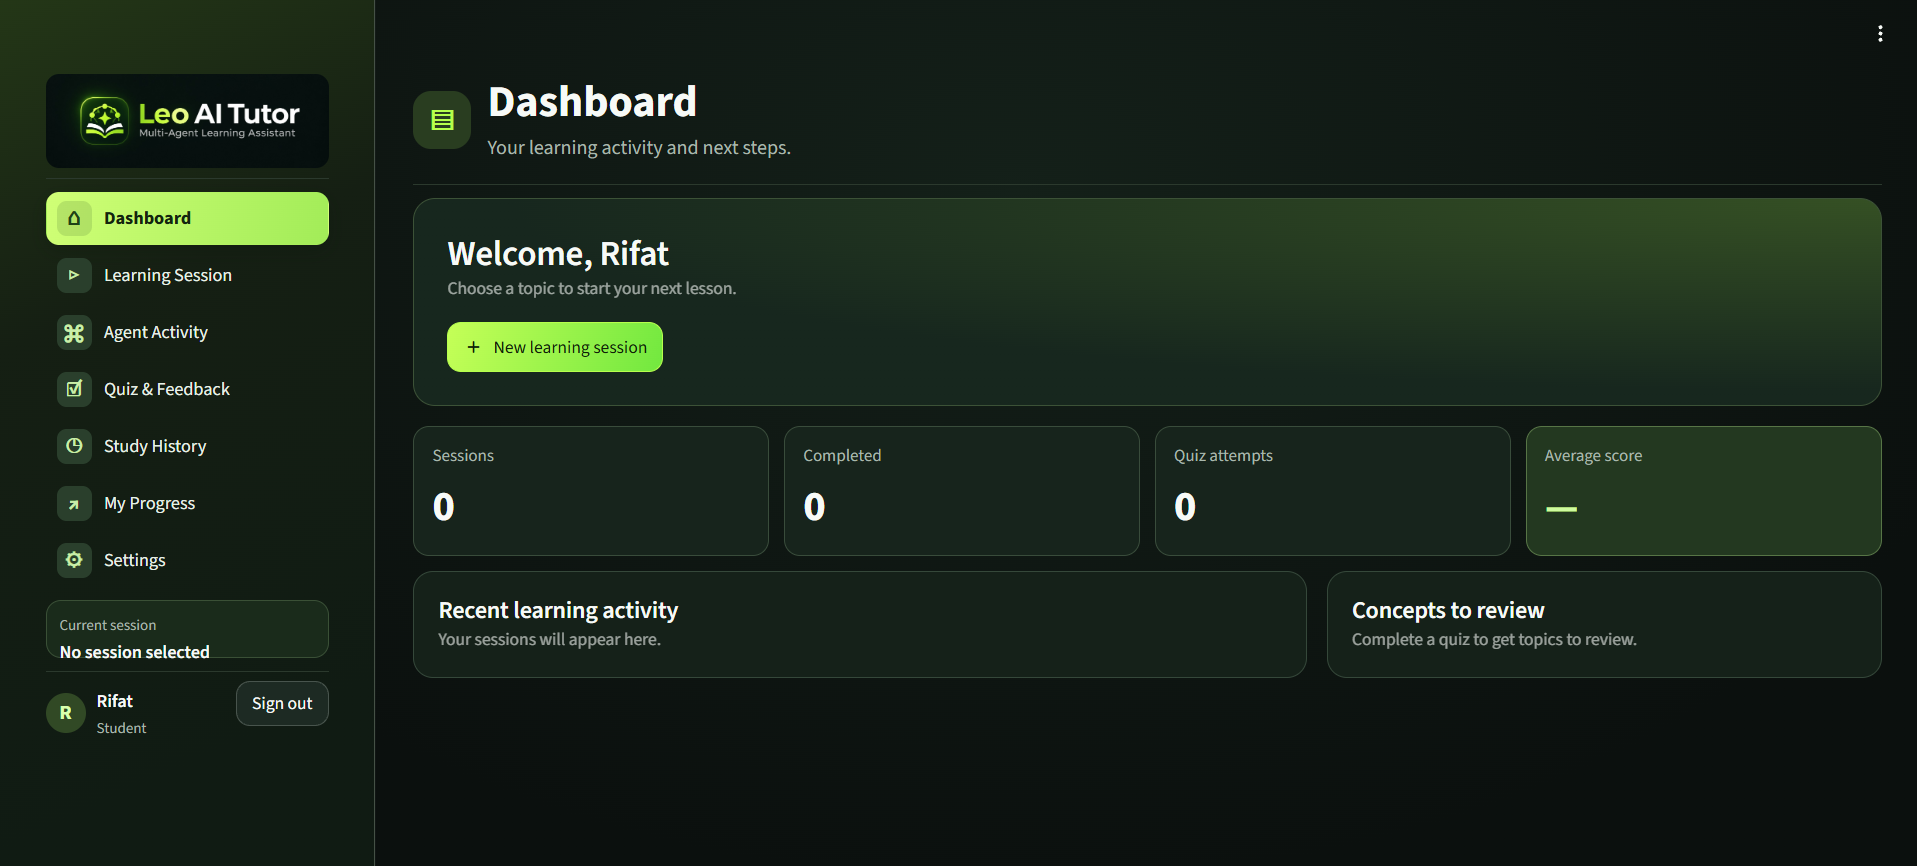 Leo AI Tutor
Multi-Agent Learning Assistant
Dashboard
Learning Session
Agent Activity
Quiz & Feedback
Study History
My Progress
Settings
Current session
No session selected
R
Rifat
Student
Sign out
Dashboard
Your learning activity and next steps.
Welcome, Rifat
Choose a topic to start your next lesson.
+ New learning session
Sessions
0
Completed
0
Quiz attempts
0
Average score
—
Recent learning activity
Your sessions will appear here.
Concepts to review
Complete a quiz to get topics to review.